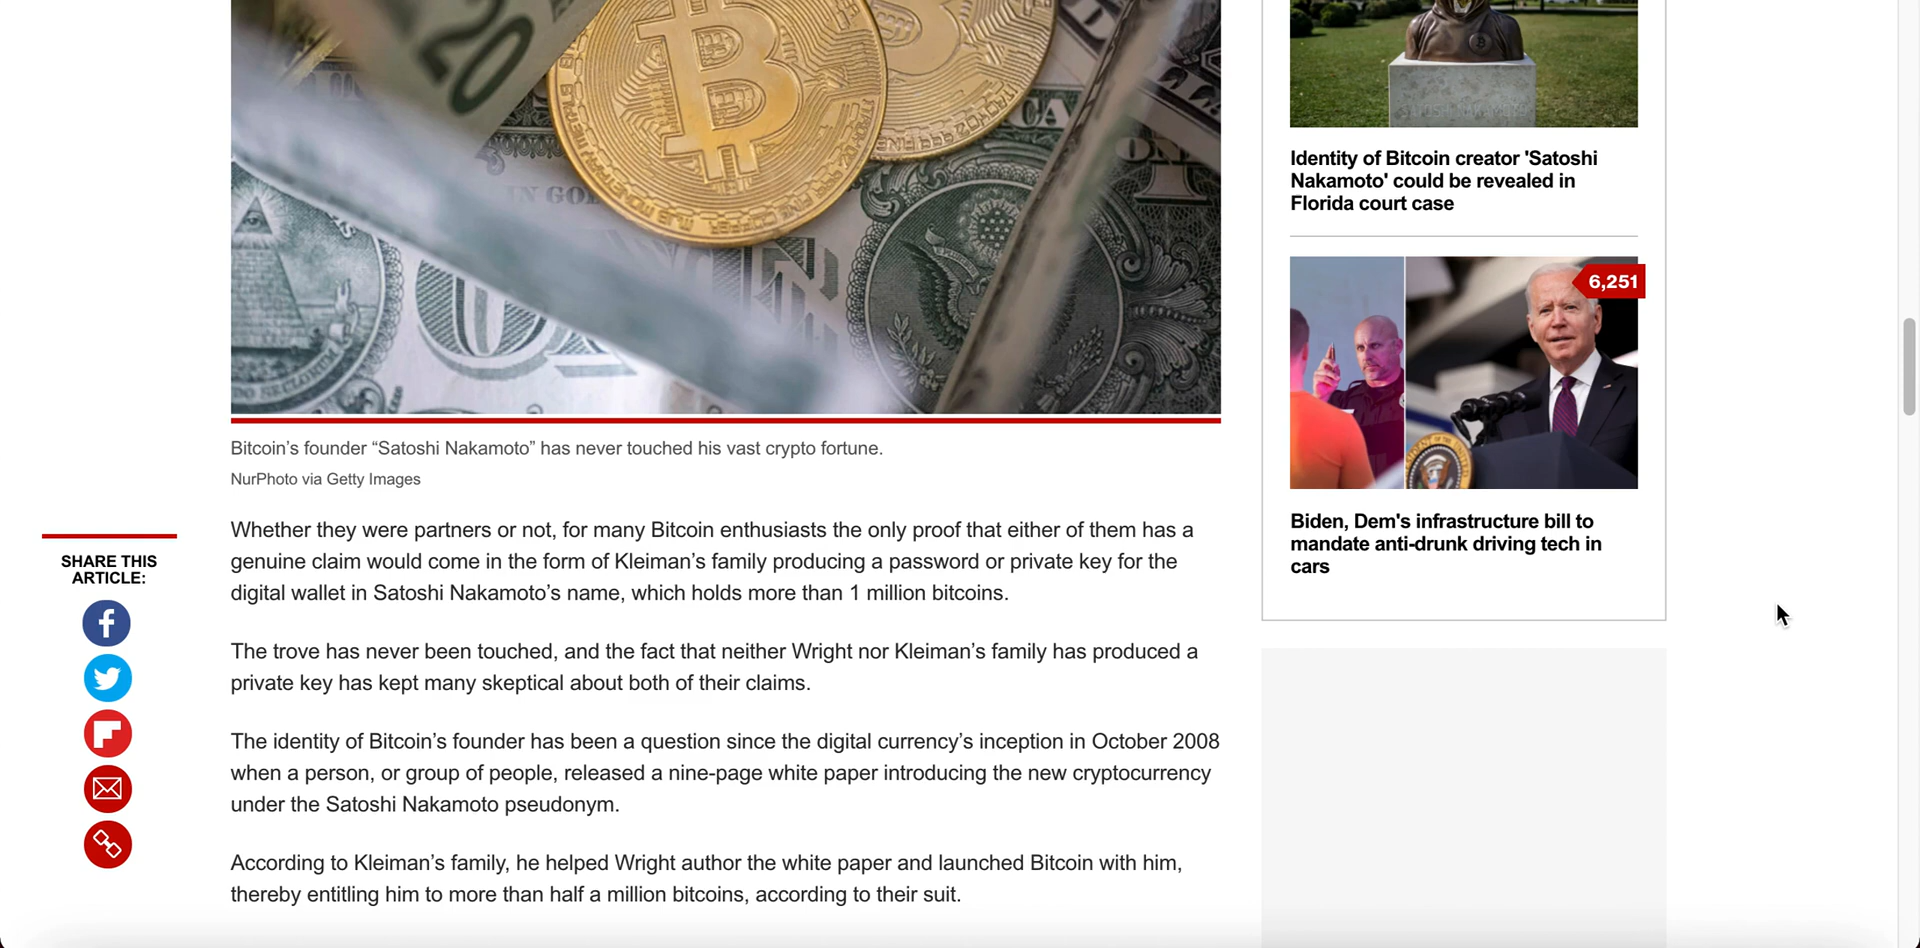 20
IN GO
CA
Bitcoin’s founder “Satoshi Nakamoto” has never touched his vast crypto fortune.
NurPhoto via Getty Images
SHARE THIS
ARTICLE:
Whether they were partners or not, for many Bitcoin enthusiasts the only proof that either of them has a
genuine claim would come in the form of Kleiman’s family producing a password or private key for the
digital wallet in Satoshi Nakamoto’s name, which holds more than 1 million bitcoins.
The trove has never been touched, and the fact that neither Wright nor Kleiman’s family has produced a
private key has kept many skeptical about both of their claims.
The identity of Bitcoin’s founder has been a question since the digital currency’s inception in October 2008
when a person, or group of people, released a nine-page white paper introducing the new cryptocurrency
under the Satoshi Nakamoto pseudonym.
According to Kleiman’s family, he helped Wright author the white paper and launched Bitcoin with him,
thereby entitling him to more than half a million bitcoins, according to their suit.
Identity of Bitcoin creator 'Satoshi
Nakamoto' could be revealed in
Florida court case
6,251
Biden, Dem's infrastructure bill to
mandate anti-drunk driving tech in
cars